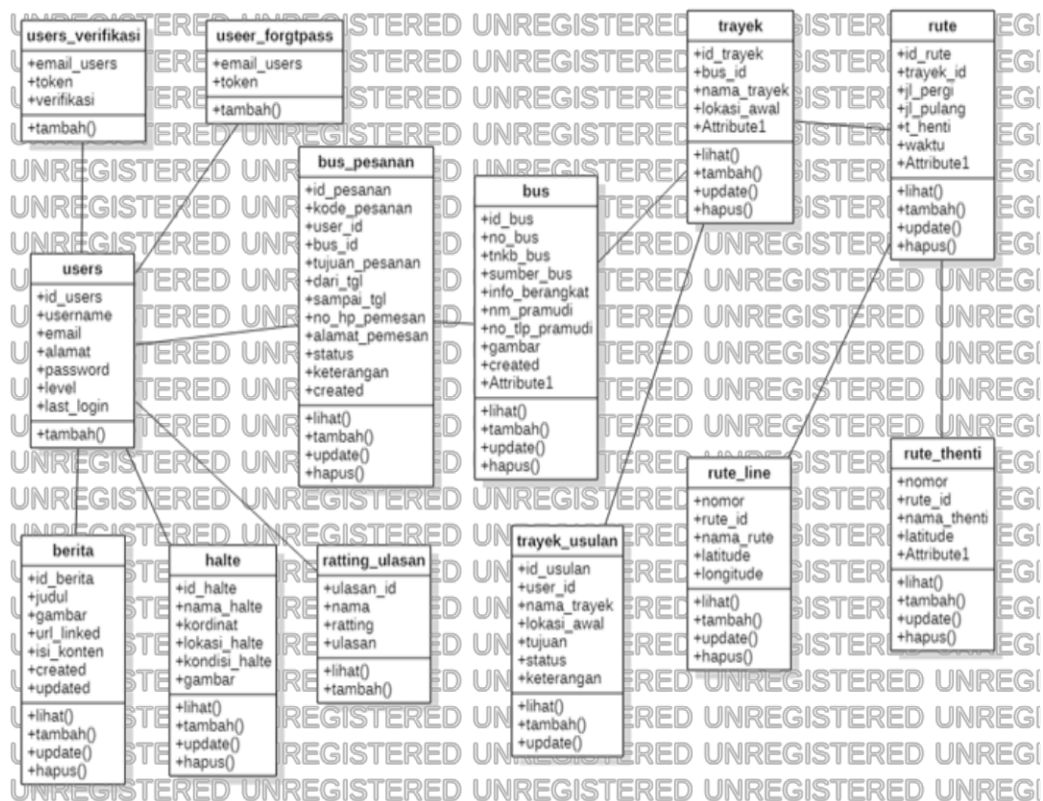 users_verifikasi
+email_users
+token
+verifikasi
+tambah()
useer_forgtpass
+email_users
+token
+tambah()
bus_pesanan
+id_pesanan
+kode_pesanan
+user_id
+bus_id
+tujuan_pesanan
+dari_tgl
+sampai_tgl
+no_hp_pemesan
+alamat_pemesan
+status
+keterangan
+created
+lihat()
+tambah()
+update()
+hapus()
bus
+id_bus
+no_bus
+tnkb_bus
+sumber_bus
+info_berangkat
+nm_pramudi
+no_tlp_pramudi
+gambar
+created
+Attribute1
+lihat()
+tambah()
+update()
+hapus()
trayek
+id_trayek
+bus_id
+nama_trayek
+lokasi_awal
+Attribute1
+lihat()
+tambah()
+update()
+hapus()
rute
+id_rute
+trayek_id
+jl_pergi
+jl_pulang
+t_henti
+waktu
+Attribute1
+lihat()
+tambah()
+update()
+hapus()
users
+id_users
+username
+email
+alamat
+password
+level
+last_login
+tambah()
berita
+id_berita
+judul
+gambar
+url_linked
+isi_konten
+created
+updated
+lihat()
+tambah()
+update()
+hapus()
halte
+id_halte
+nama_halte
+kordinat
+lokasi_halte
+kondisi_halte
+gambar
+lihat()
+tambah()
+update()
+hapus()
ratting_ulasan
+ulasan_id
+nama
+ratting
+ulasan
+lihat()
+tambah()
trayek_usulan
+id_usulan
+user_id
+nama_trayek
+lokasi_awal
+tujuan
+status
+keterangan
+lihat()
+tambah()
+update()
rute_line
+nomor
+rute_id
+nama_rute
+latitude
+longitude
+lihat()
+tambah()
+update()
+hapus()
rute_thenti
+nomor
+rute_id
+nama_thenti
+latitude
+Attribute1
+lihat()
+tambah()
+update()
+hapus()
UNREGISTERED